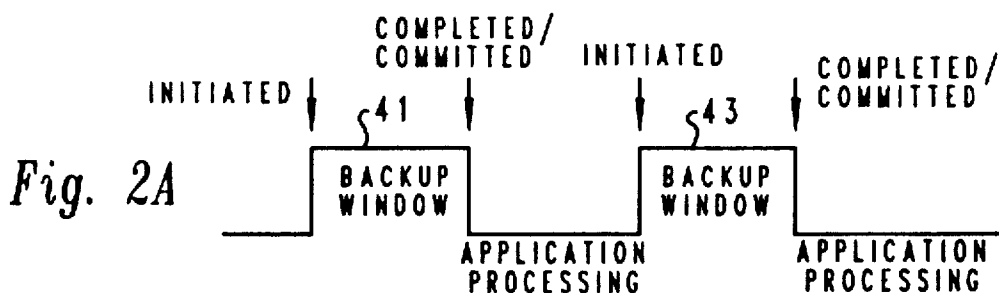 COMPLETED/
COMMITTED
INITIATED
INITIATED
COMPLETED/
COMMITTED
41
43
Fig. 2A
BACKUP
WINDOW
BACKUP
WINDOW
APPLICATION
PROCESSING
APPLICATION
PROCESSING